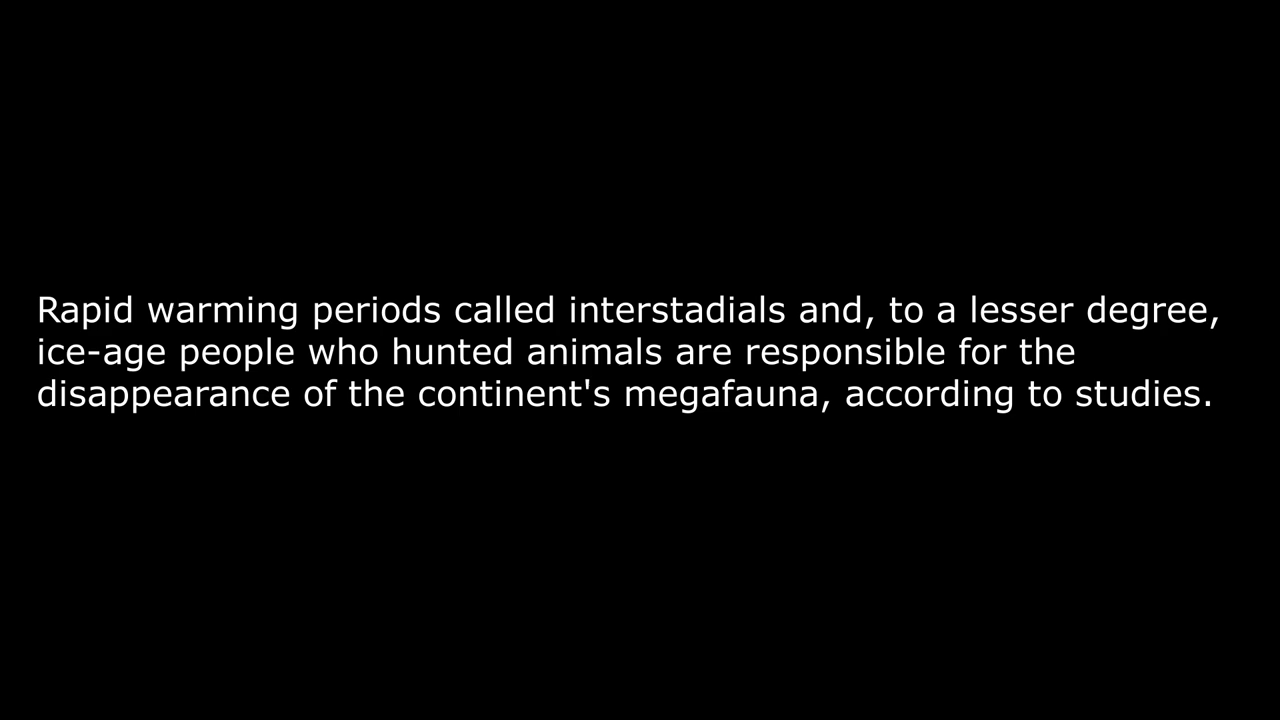 Rapid warming periods called interstadials and, to a lesser degree,
ice-age people who hunted animals are responsible for the
disappearance of the continent's megafauna, according to studies.